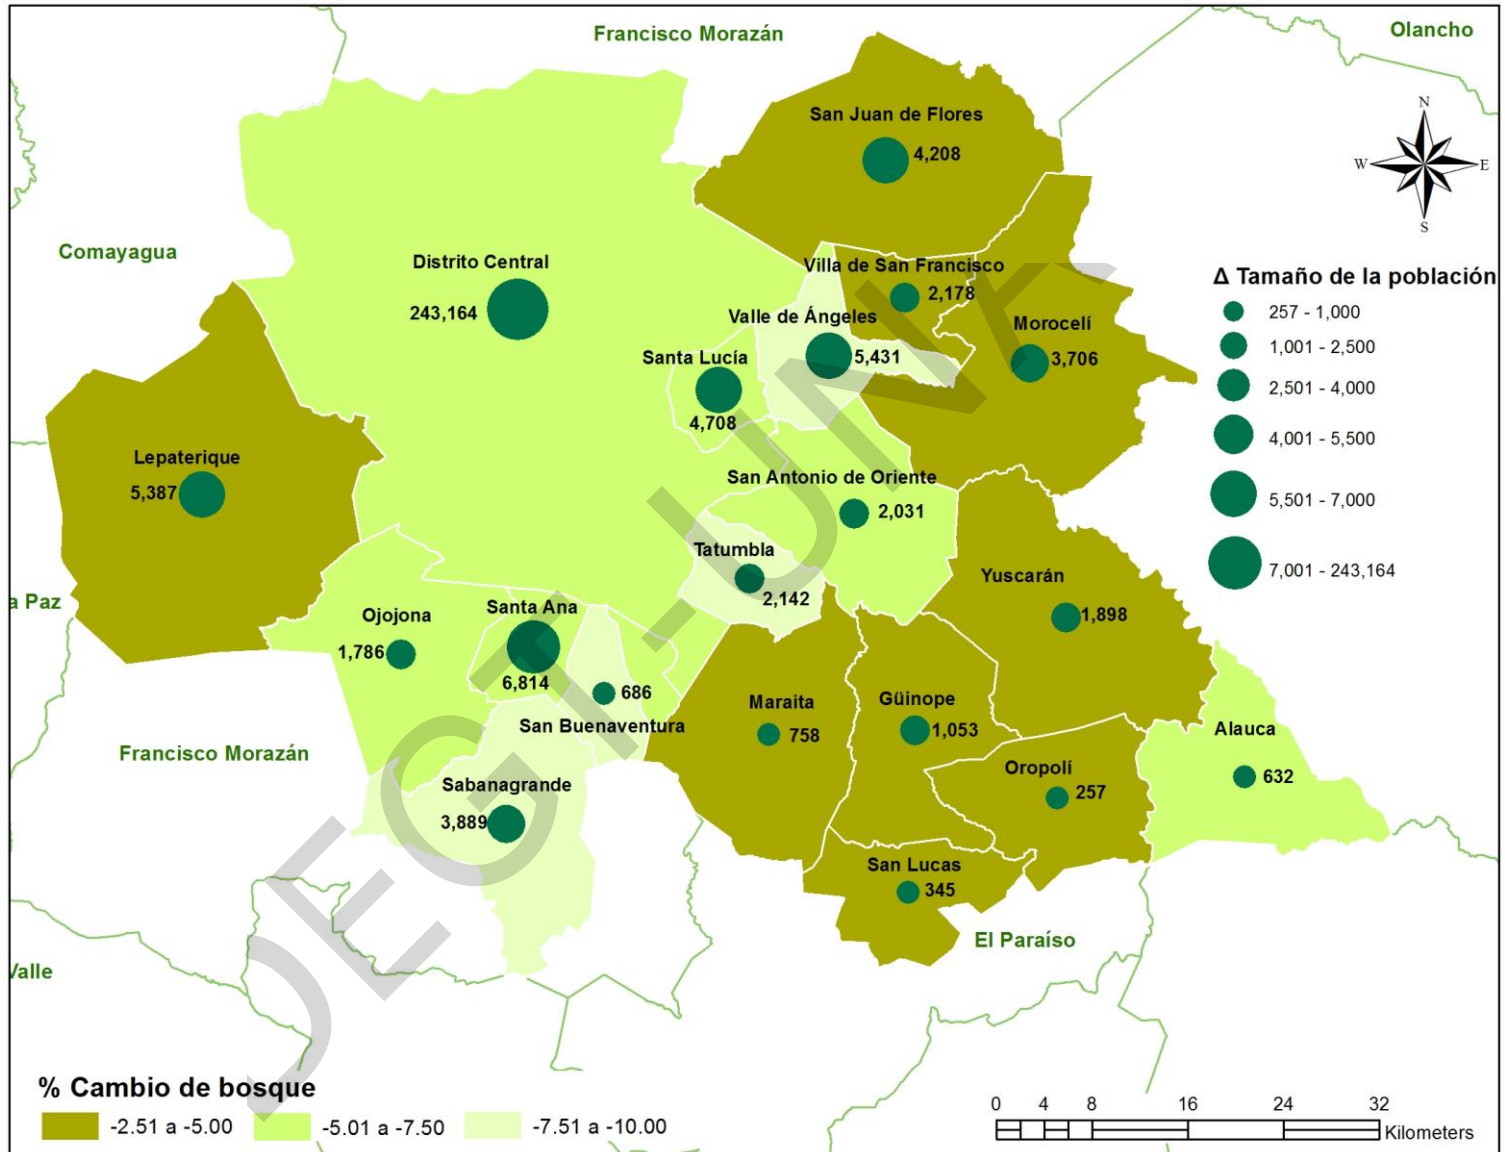 Francisco Morazán
Olancho
San Juan de Flores
4,208
N
W
E
S
Comayagua
Distrito Central
243,164
Villa de San Francisco
2,178
Δ Tamaño de la población
257 - 1,000
1,001 - 2,500
2,501 - 4,000
4,001 - 5,500
5,501 - 7,000
7,001 - 243,164
Valle de Ángeles
5,431
Morocelí
3,706
Santa Lucía
4,708
Lepaterique
5,387
San Antonio de Oriente
2,031
Tatumbla
2,142
Yuscarán
1,898
a Paz
Ojojona
1,786
Santa Ana
6,814
686
San Buenaventura
Maraita
758
Güinope
1,053
Alauca
632
Francisco Morazán
Oropolí
257
Sabanagrande
3,889
San Lucas
345
El Paraíso
Valle
DEGT-UNAH
% Cambio de bosque
-2.51 a -5.00
-5.01 a -7.50
-7.51 a -10.00
0 4 8 16 24 32
Kilometers